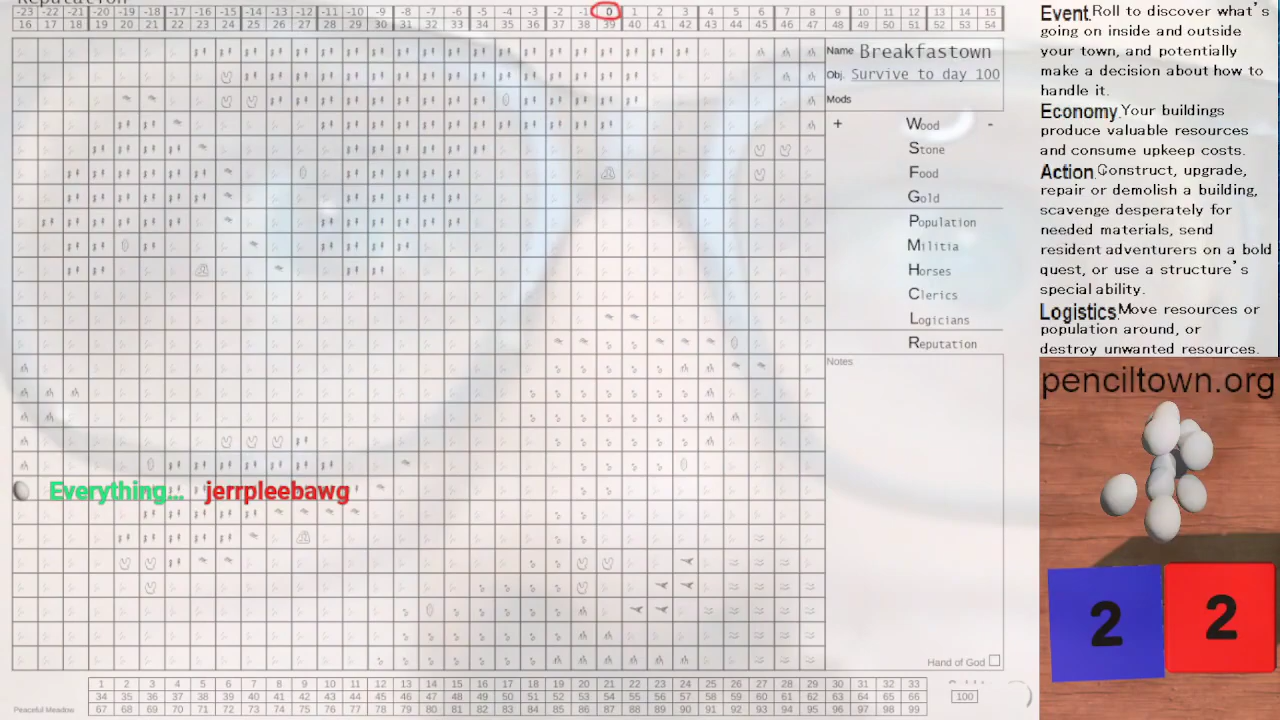 Reputation
-23 -22 -21 -20 -19 -18 -17 -16 -15 -14 -13 -12 -11 -10 -9 -8 -7 -6 -5 -4 -3 -2 -1 0 1 2 3 4 5 6 7 8 9 10 11 12 13 14 15
16 17 18 19 20 21 22 23 24 25 26 27 28 29 30 31 32 33 34 35 36 37 38 39 40 41 42 43 44 45 46 47 48 49 50 51 52 53 54
Name Breakfastown
Obj. Survive to day 100
Mods
+ Wood -
Stone
Food
Gold
Population
Militia
Horses
Clerics
Logicians
Reputation
Notes
Everything... jerrpleebawg
Hand of God
1 2 3 4 5 6 7 8 9 10 11 12 13 14 15 16 17 18 19 20 21 22 23 24 25 26 27 28 29 30 31 32 33
34 35 36 37 38 39 40 41 42 43 44 45 46 47 48 49 50 51 52 53 54 55 56 57 58 59 60 61 62 63 64 65 66
67 68 69 70 71 72 73 74 75 76 77 78 79 80 81 82 83 84 85 86 87 88 89 90 91 92 93 94 95 96 97 98 99
100
Peaceful Meadow
Event. Roll to discover what's
going on inside and outside
your town, and potentially
make a decision about how to
handle it.
Economy. Your buildings
produce valuable resources
and consume upkeep costs.
Action. Construct, upgrade,
repair or demolish a building,
scavenge desperately for
needed materials, send
resident adventurers on a bold
quest, or use a structure's
special ability.
Logistics. Move resources or
population around, or
destroy unwanted resources.
penciltown.org
2 2